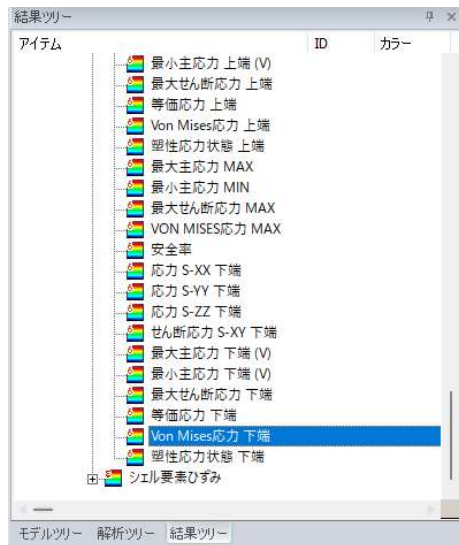 結果ツリー
アイテム ID カラー
最小主応力 上端 (V)
最大せん断応力 上端
等価応力 上端
Von Mises応力 上端
塑性応力状態 上端
最大主応力 MAX
最小主応力 MIN
最大せん断応力 MAX
VON MISES応力 MAX
安全率
応力 S-XX 下端
応力 S-YY 下端
応力 S-ZZ 下端
せん断応力 S-XY 下端
最大主応力 下端 (V)
最小主応力 下端 (V)
最大せん断応力 下端
等価応力 下端
Von Mises応力 下端
塑性応力状態 下端
シェル要素ひずみ
モデルツリー 解析ツリー 結果ツリー